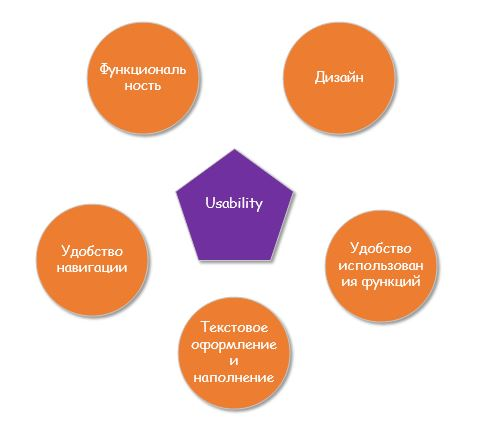 Функциональ
ность
Дизайн
Usability
Удобство
навигации
Удобство
использован
ия функций
Текстовое
оформление
и
наполнение